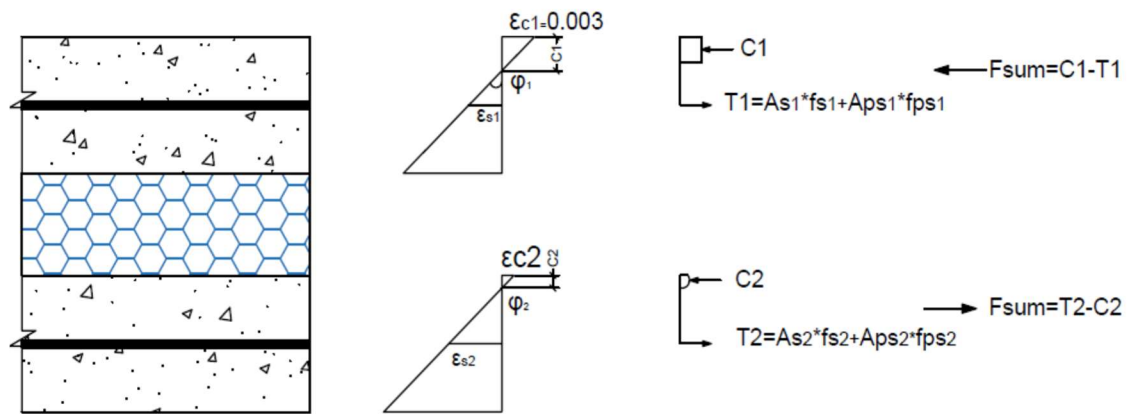 εc1=0.003
c1
φ1
εs1
C1
Fsum=C1-T1
T1=As1*fs1+Aps1*fps1
εc2
c2
φ2
εs2
C2
Fsum=T2-C2
T2=As2*fs2+Aps2*fps2